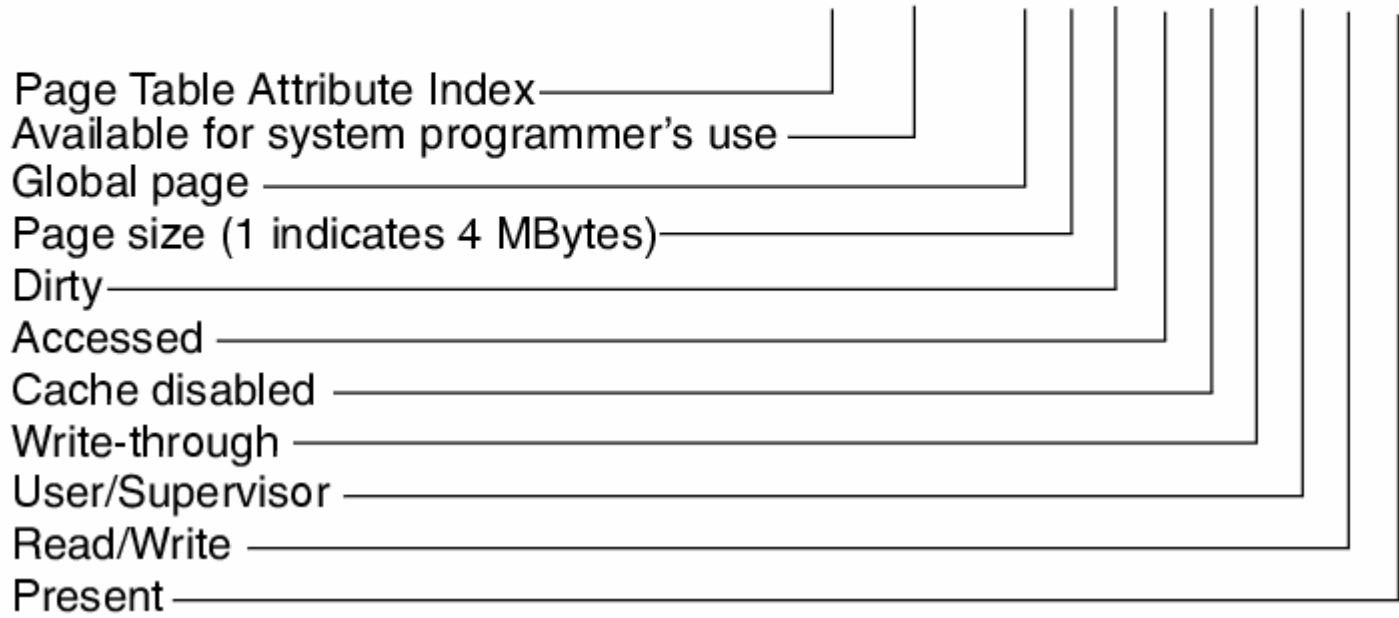 Page Table Attribute Index
Available for system programmer’s use
Global page
Page size (1 indicates 4 MBytes)
Dirty
Accessed
Cache disabled
Write-through
User/Supervisor
Read/Write
Present